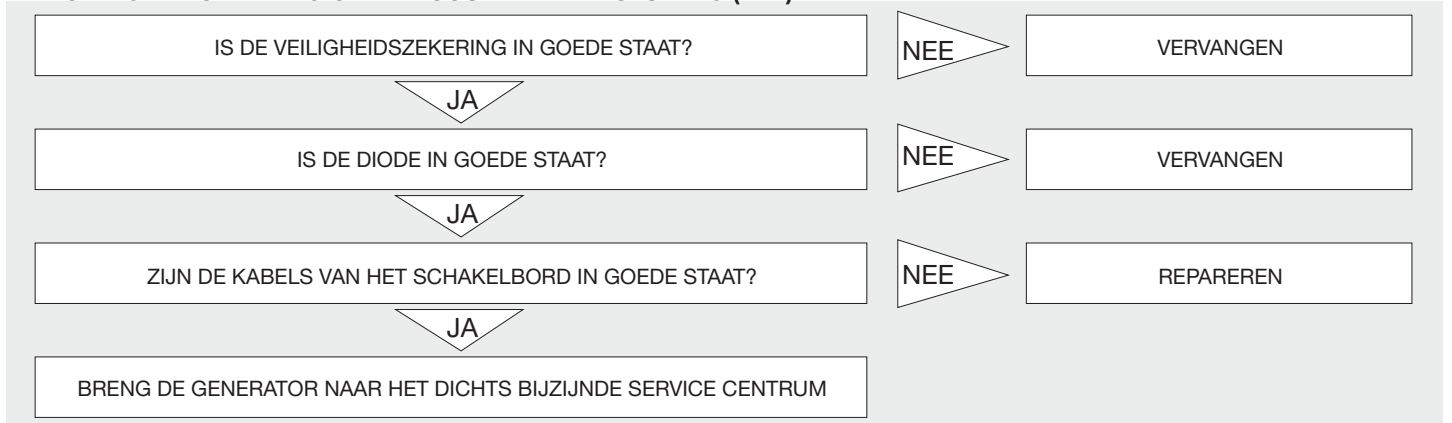 IS DE VEILIGHEIDSZEKERING IN GOEDE STAAT?
NEE
VERVANGEN
JA
IS DE DIODE IN GOEDE STAAT?
NEE
VERVANGEN
JA
ZIJN DE KABELS VAN HET SCHAKELBORD IN GOEDE STAAT?
NEE
REPAREREN
JA
BRENG DE GENERATOR NAAR HET DICHTS BIJZIJNDE SERVICE CENTRUM